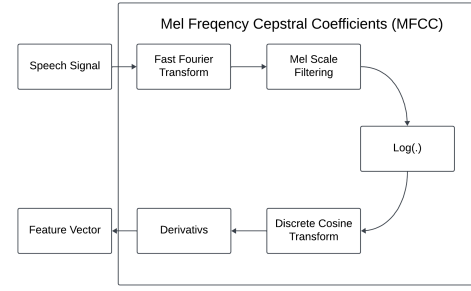 Mel Freqency Cepstral Coefficients (MFCC)
Speech Signal
Fast Fourier
Transform
Mel Scale
Filtering
Log(.)
Discrete Cosine
Transform
Derivativs
Feature Vector